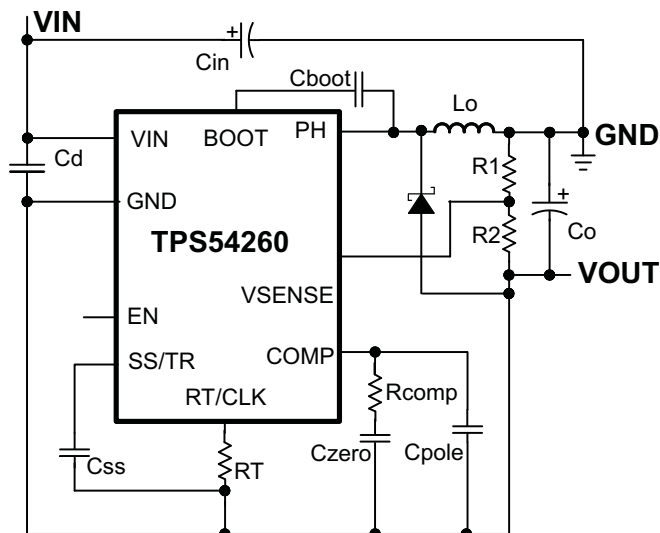 VIN
+
Cin
Cboot
Lo
PH
VIN
BOOT
GND
Cd
R1
GND
+
TPS54260
R2
Co
VOUT
VSENSE
EN
COMP
SS/TR
RT/CLK
Rcomp
Czero
Cpole
Css
RT